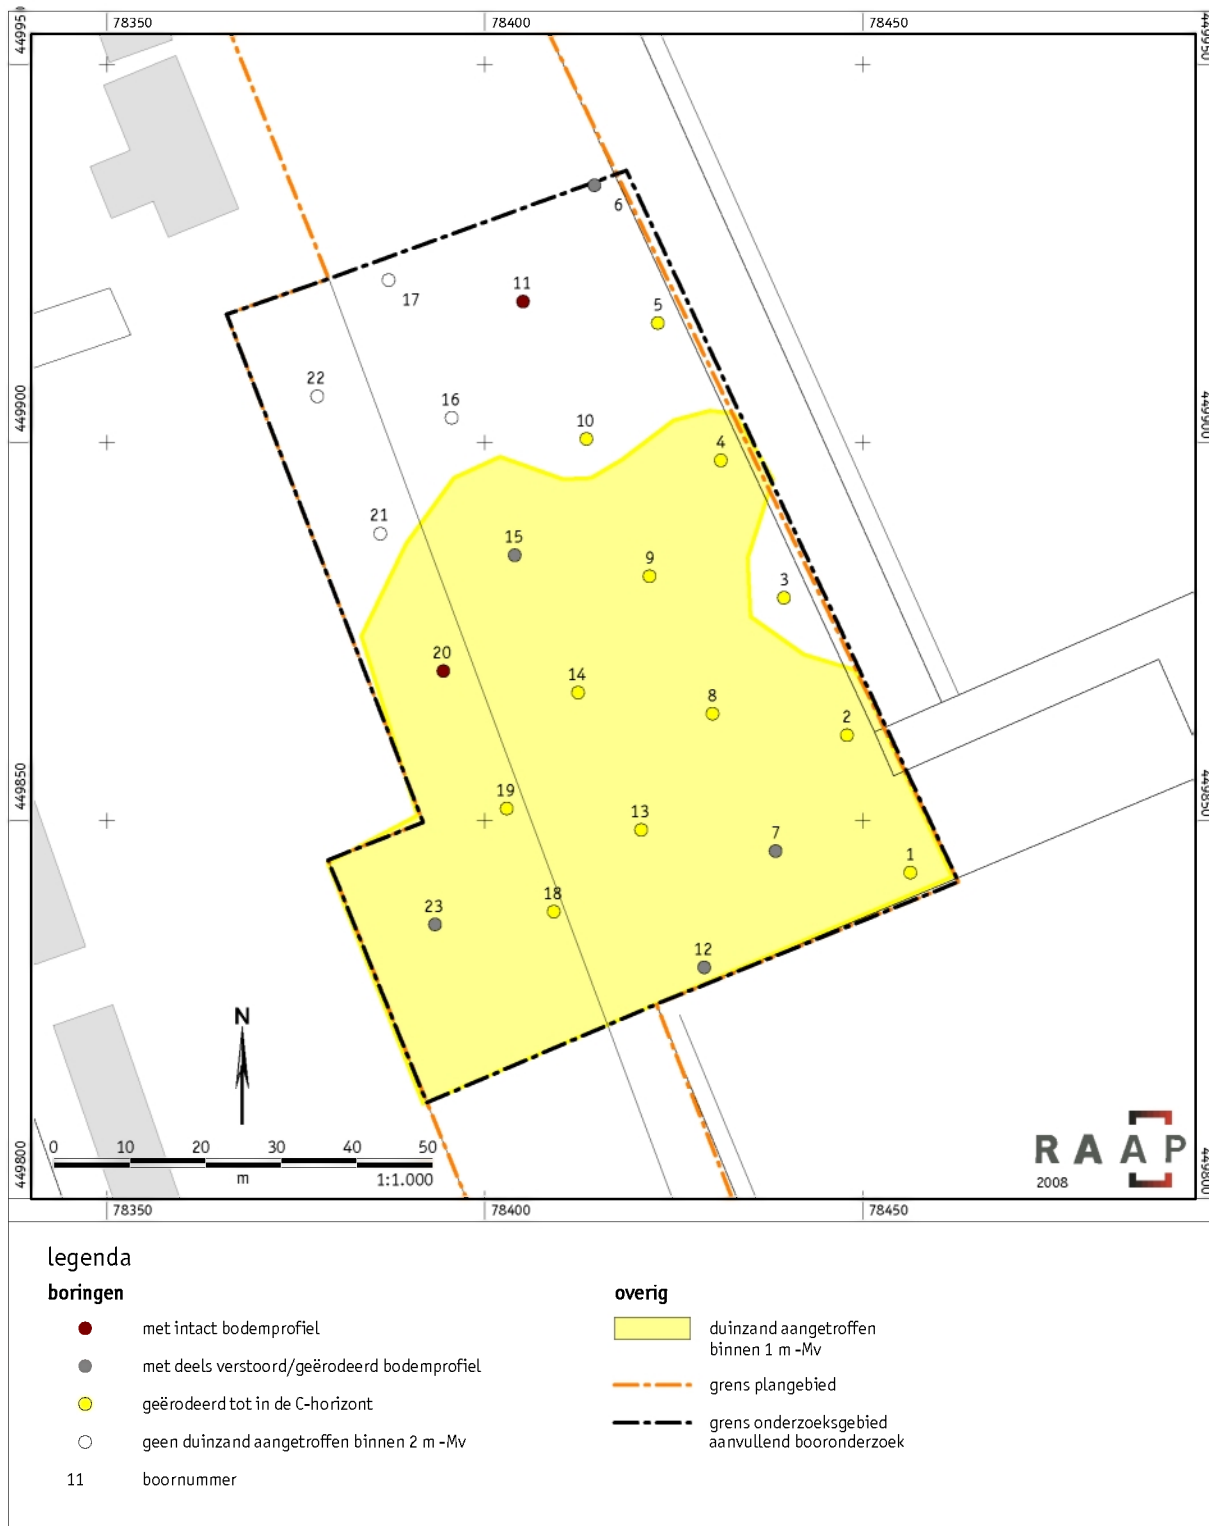 78350
78400
78450
449950
449950
6
11
17
5
22
16
10
449900
449900
4
21
15
9
3
20
14
8
2
449850
449850
19
13
7
1
18
23
12
N
0 10 20 30 40 50
m
1:1.000
449800
449800
RAAP
2008
78350
78400
78450
legenda
boringen
met intact bodemprofiel
met deels verstoord/geërodeerd bodemprofiel
geërodeerd tot in de C-horizont
geen duinzand aangetroffen binnen 2 m -Mv
11 boornummer
overig
duinzand aangetroffen
binnen 1 m -Mv
grens plangebied
grens onderzoeksgebied
aanvullend booronderzoek